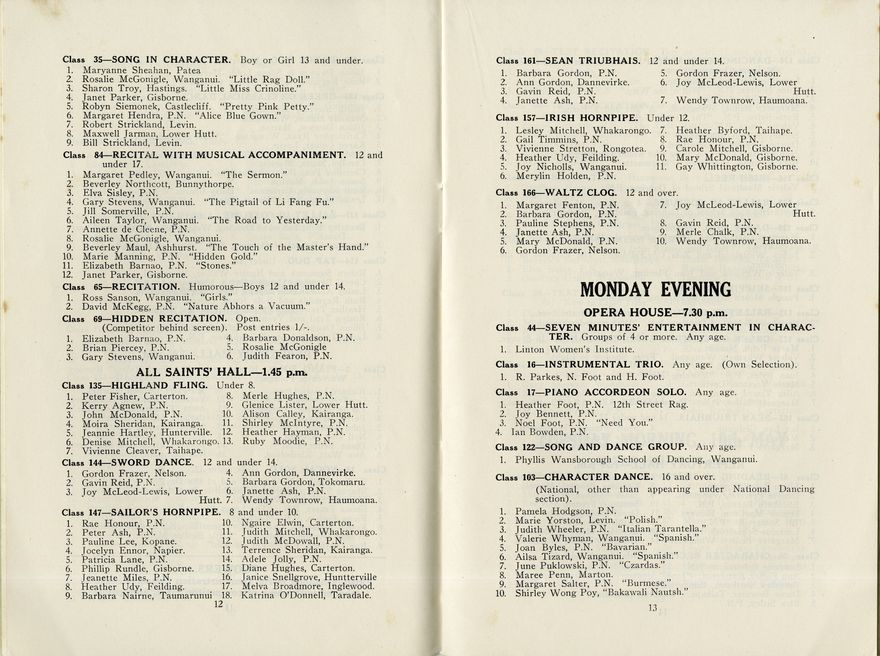 Class 35—SONG IN CHARACTER. Boy or Girl 13 and under.
1. Maryanne Sheahan, Patea
2. Rosalie McGonigle, Wanganui. "Little Rag Doll."
3. Sharon Troy, Hastings. "Little Miss Crinoline."
4. Janet Parker, Gisborne.
5. Robyn Siemonek, Castlecliff. "Pretty Pink Petty."
6. Margaret Hendra, P.N. "Alice Blue Gown."
7. Robert Strickland, Levin.
8. Maxwell Jarman, Lower Hutt.
9. Bill Strickland, Levin.
Class 84—RECITAL WITH MUSICAL ACCOMPANIMENT. 12 and
under 17.
1. Margaret Pedley, Wanganui. "The Sermon."
2. Beverley Northcott, Bunnythorpe.
3. Elva Sisley, P.N.
4. Gary Stevens, Wanganui. "The Pigtail of Li Fang Fu."
5. Jill Somerville, P.N.
6. Aileen Taylor, Wanganui. "The Road to Yesterday."
7. Annette de Cleene, P.N.
8. Rosalie McGonigle, Wanganui.
9. Beverley Maul, Ashhurst. "The Touch of the Master's Hand."
10. Marie Manning, P.N. "Hidden Gold."
11. Elizabeth Barnao, P.N. "Stones."
12. Janet Parker, Gisborne.
Class 65—RECITATION. Humorous—Boys 12 and under 14.
1. Ross Sanson, Wanganui. "Girls."
2. David McKegg, P.N. "Nature Abhors a Vacuum."
Class 69—HIDDEN RECITATION. Open.
(Competitor behind screen). Post entries 1/-.
1. Elizabeth Barnao, P.N. 4. Barbara Donaldson, P.N.
2. Brian Piercey, P.N. 5. Rosalie McGonigle
3. Gary Stevens, Wanganui. 6. Judith Fearon, P.N.
ALL SAINTS' HALL—1.45 p.m.
Class 135—HIGHLAND FLING. Under 8.
1. Peter Fisher, Carterton. 8. Merle Hughes, P.N.
2. Kerry Agnew, P.N. 9. Glenice Lister, Lower Hutt.
3. John McDonald, P.N. 10. Alison Calley, Kairanga.
4. Moira Sheridan, Kairanga. 11. Shirley McIntyre, P.N.
5. Jeannie Hartley, Hunterville. 12. Heather Hayman, P.N.
6. Denise Mitchell, Whakarongo. 13. Ruby Moodie, P.N.
7. Vivienne Cleaver, Taihape.
Class 144—SWORD DANCE. 12 and under 14.
1. Gordon Frazer, Nelson. 4. Ann Gordon, Dannevirke.
2. Gavin Reid, P.N. 5. Barbara Gordon, Tokomaru.
3. Joy McLeod-Lewis, Lower 6. Janette Ash, P.N.
Hutt. 7. Wendy Townrow, Haumoana.
Class 147—SAILOR'S HORNPIPE. 8 and under 10.
1. Rae Honour, P.N. 10. Ngaire Elwin, Carterton.
2. Peter Ash, P.N. 11. Judith Mitchell, Whakarongo.
3. Pauline Lee, Kopane. 12. Judith McDowall, P.N.
4. Jocelyn Ennor, Napier. 13. Terrence Sheridan, Kairanga.
5. Patricia Lane, P.N. 14. Adele Jolly, P.N.
6. Phillip Rundle, Gisborne. 15. Diane Hughes, Carterton.
7. Jeanette Miles, P.N. 16. Janice Snellgrove, Hunterville
8. Heather Udy, Feilding. 17. Melva Broadmore, Inglewood.
9. Barbara Nairne, Taumarunui 18. Katrina O'Donnell, Taradale.
12
Class 161—SEAN TRIUBHAIS. 12 and under 14.
1. Barbara Gordon, P.N. 5. Gordon Frazer, Nelson.
2. Ann Gordon, Dannevirke. 6. Joy McLeod-Lewis, Lower
3. Gavin Reid, P.N. Hutt.
4. Janette Ash, P.N. 7. Wendy Townrow, Haumoana.
Class 157—IRISH HORNPIPE. Under 12.
1. Lesley Mitchell, Whakarongo. 7. Heather Byford, Taihape.
2. Gail Timmins, P.N. 8. Rae Honour, P.N.
3. Vivienne Stretton, Rongotea. 9. Carole Mitchell, Gisborne.
4. Heather Udy, Feilding. 10. Mary McDonald, Gisborne.
5. Joy Nicholls, Wanganui. 11. Gay Whittington, Gisborne.
6. Merylin Holden, P.N.
Class 166—WALTZ CLOG. 12 and over.
1. Margaret Fenton, P.N. 7. Joy McLeod-Lewis, Lower
2. Barbara Gordon, P.N. Hutt.
3. Pauline Stephens, P.N. 8. Gavin Reid, P.N.
4. Janette Ash, P.N. 9. Merle Chalk, P.N.
5. Mary McDonald, P.N. 10. Wendy Townrow, Haumoana.
6. Gordon Frazer, Nelson.
MONDAY EVENING
OPERA HOUSE—7.30 p.m.
Class 44—SEVEN MINUTES' ENTERTAINMENT IN CHARAC-
TER. Groups of 4 or more. Any age.
1. Linton Women's Institute.
Class 16—INSTRUMENTAL TRIO. Any age. (Own Selection).
1. R. Parkes, N. Foot and H. Foot.
Class 17—PIANO ACCORDEON SOLO. Any age.
1. Heather Foot, P.N. 12th Street Rag.
2. Joy Bennett, P.N.
3. Noel Foot, P.N. "Need You."
4. Ian Bowden, P.N.
Class 122—SONG AND DANCE GROUP. Any age.
1. Phyllis Wansborough School of Dancing, Wanganui.
Class 103—CHARACTER DANCE. 16 and over.
(National, other than appearing under National Dancing
section).
1. Pamela Hodgson, P.N.
2. Marie Yorston, Levin. "Polish."
3. Judith Wheeler, P.N. "Italian Tarantella."
4. Valerie Whyman, Wanganui. "Spanish."
5. Joan Byles, P.N. "Bavarian."
6. Ailsa Tizard, Wanganui. "Spanish."
7. June Puklowski, P.N. "Czardas."
8. Maree Penn, Marton.
9. Margaret Salter, P.N. "Burmese."
10. Shirley Wong Poy, "Bakawali Nautsh."
13